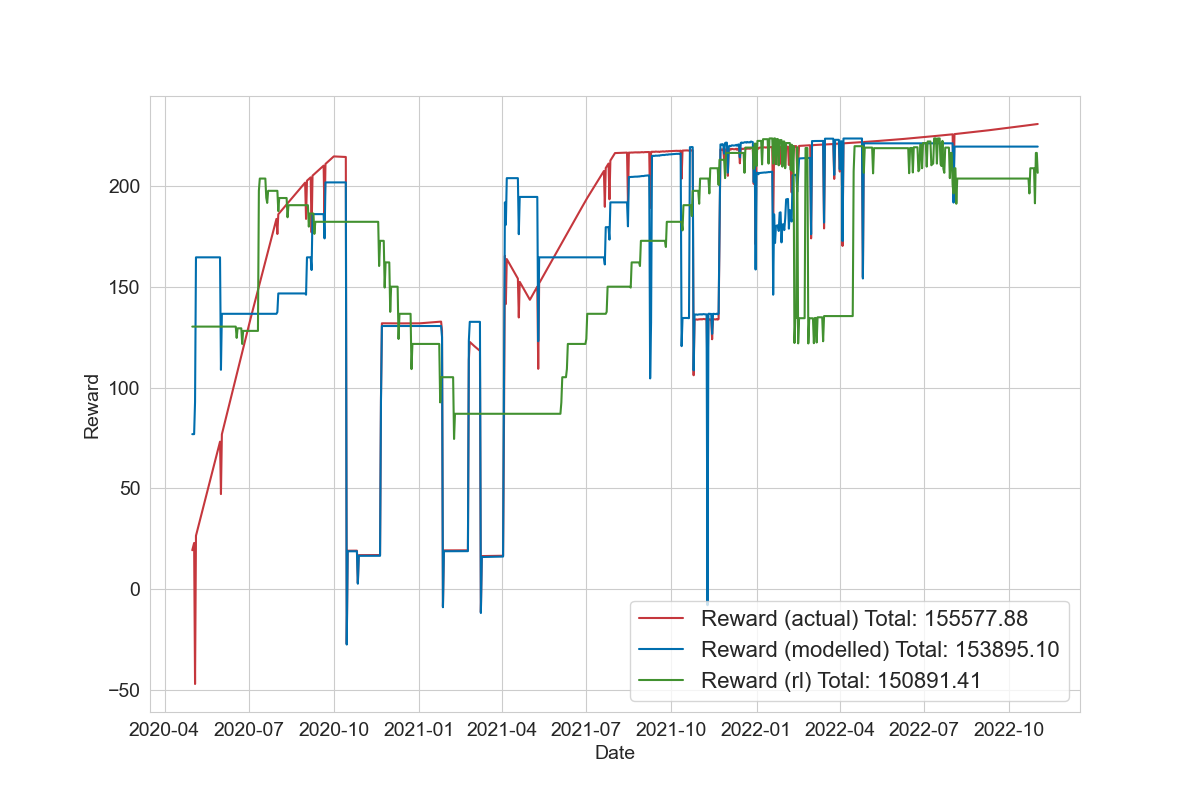 200
150
100
50
0
−50
Reward
2020-04 2020-07 2020-10 2021-01 2021-04 2021-07 2021-10 2022-01 2022-04 2022-07 2022-10
Date
Reward (actual) Total: 155577.88
Reward (modelled) Total: 153895.10
Reward (rl) Total: 150891.41